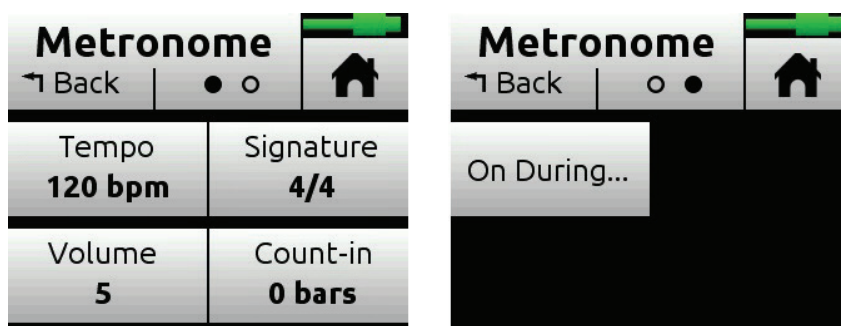 Metronome
Back
Tempo
120 bpm
Signature
4/4
Volume
5
Count-in
0 bars
Metronome
Back
On During...